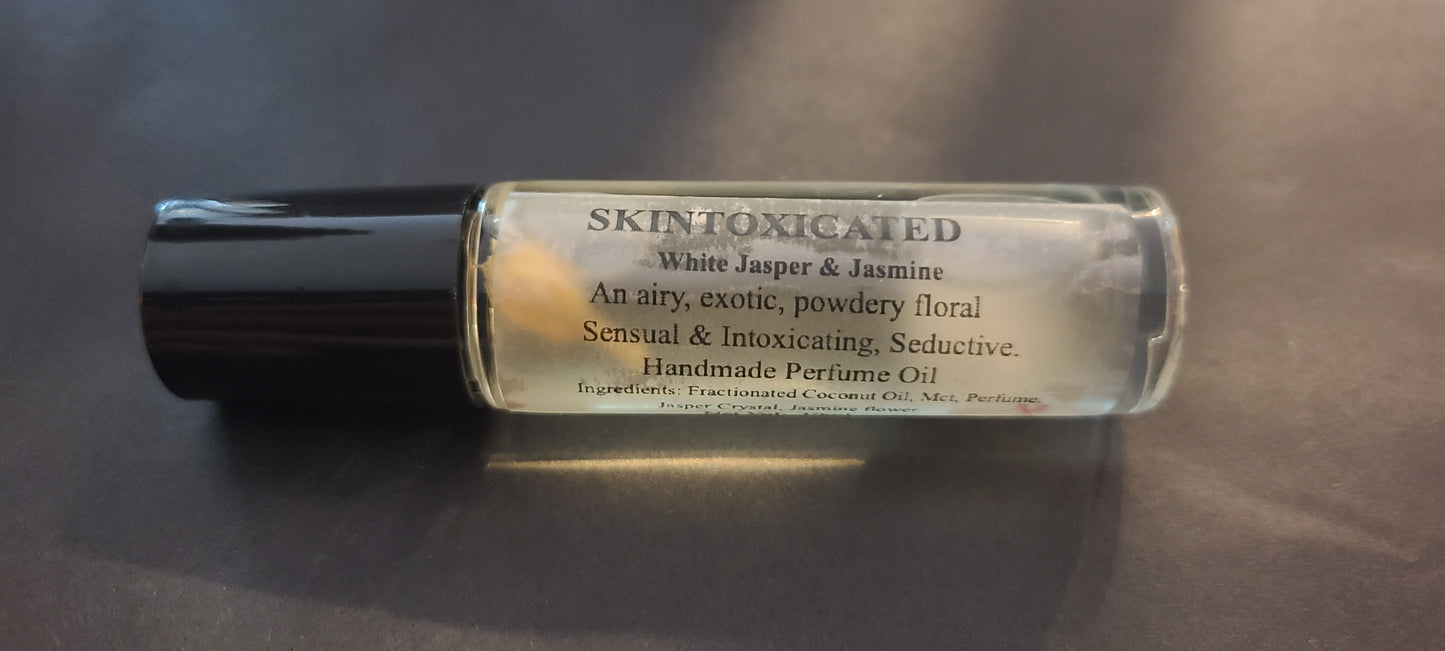 SKINTOXICATED
White Jasper & Jasmine
An airy, exotic, powdery floral
Sensual & Intoxicating, Seductive.
Handmade Perfume Oil
Ingredients: Fractionated Coconut Oil, Mct, Perfume.
Jasper Crystal, Jasmine flower